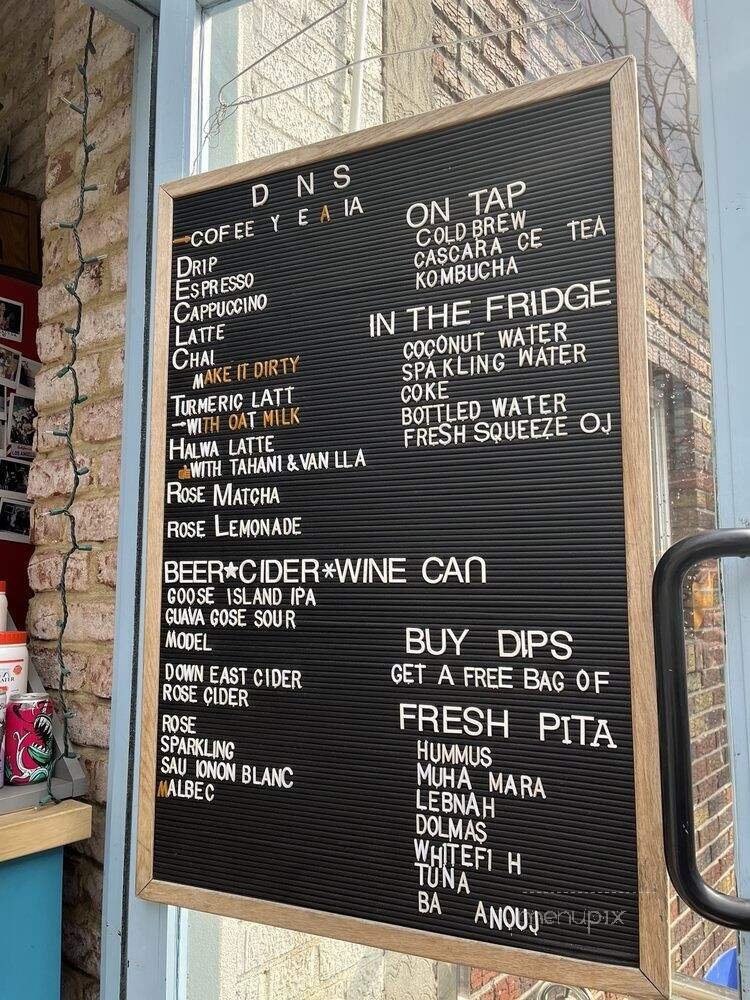 D N S
→COFEE Y E A IA
DRIP
ESPRESSO
CAPPUCCINO
LATTE
CHAI
MAKE IT DIRTY
TURMERIC LATT
→WITH OAT MILK
HALWA LATTE
WITH TAHANI & VAN LLA
ROSE MATCHA
ROSE LEMONADE
BEER★CIDER*WINE CAN
GOOSE ISLAND IPA
GUAVA GOSE SOUR
MODEL
DOWN EAST CIDER
ROSE CIDER
ROSE
SPARKLING
SAU IONON BLANC
MALBEC
ON TAP
COLD BREW
CASCARA CE TEA
KOMBUCHA
IN THE FRIDGE
COCONUT WATER
SPA KLING WATER
COKE
BOTTLED WATER
FRESH SQUEEZE OJ
BUY DIPS
GET A FREE BAG OF
FRESH PITA
HUMMUS
MUHA MARA
LEBNAH
DOLMAS
WHITEFI H
TUNA
BA ANOUJ
menupix